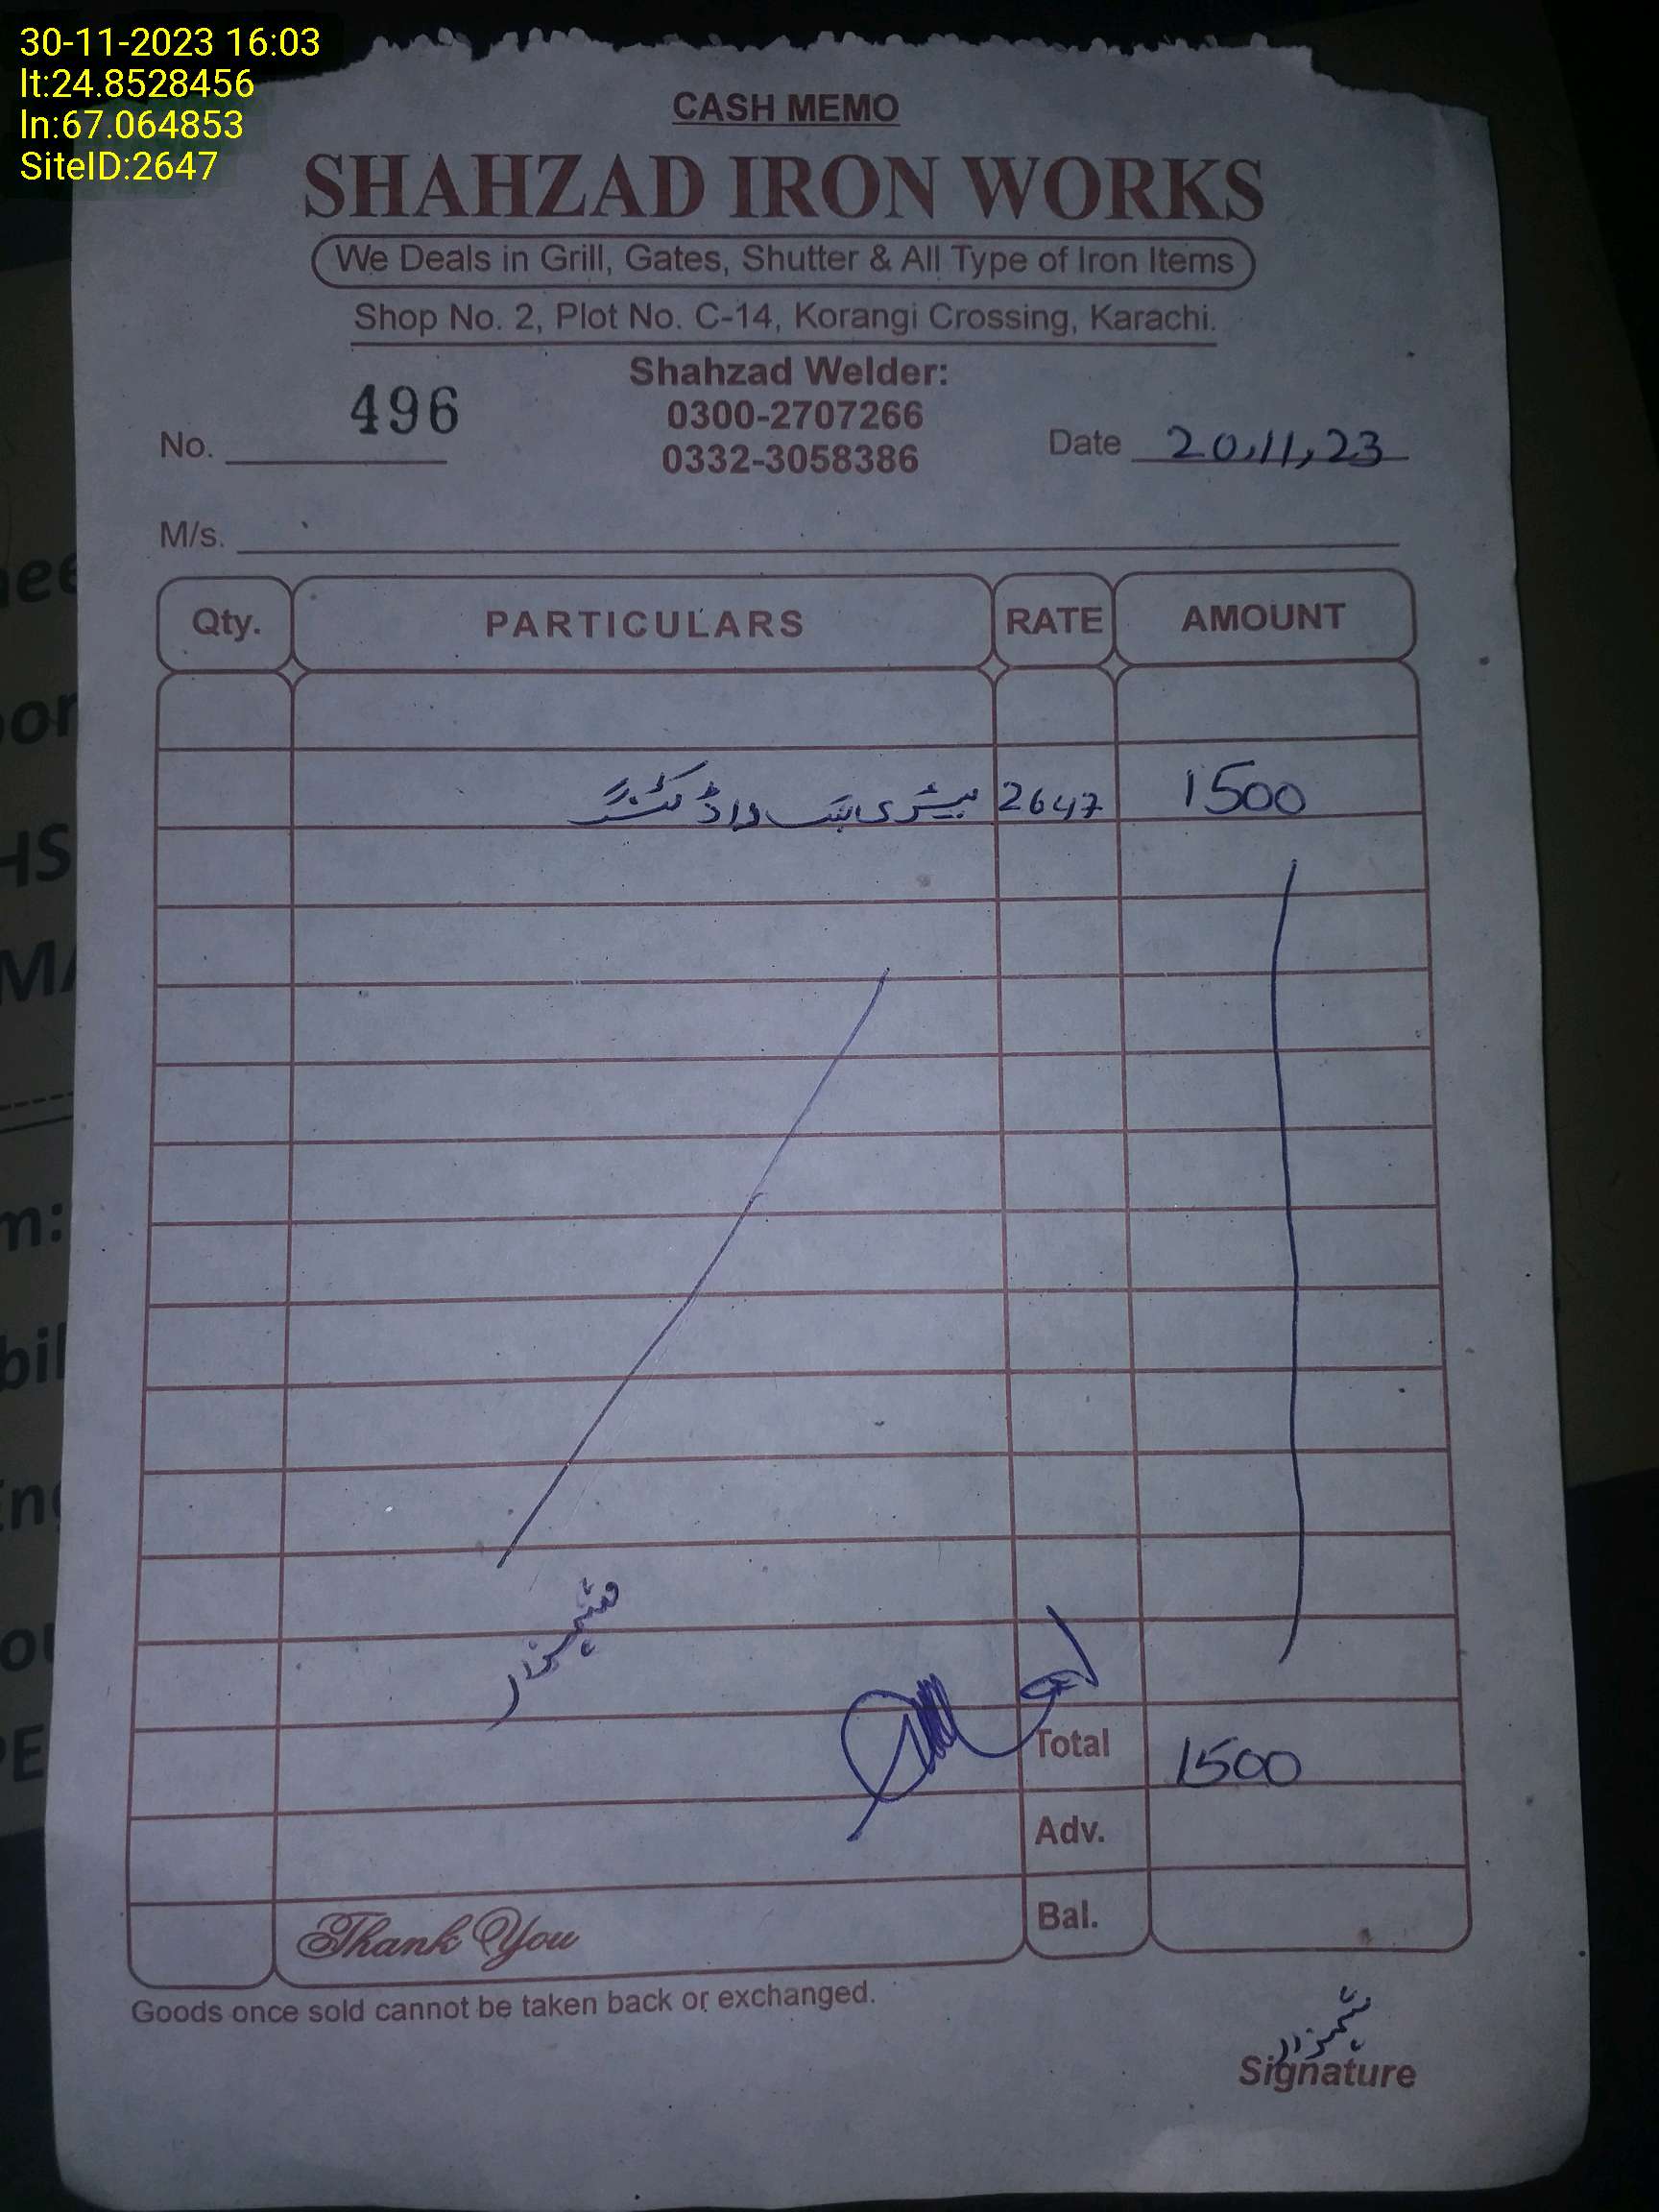 30-11-2023 16:03
lt:24.8528456
ln:67.064853
SiteID:2647
CASH MEMO
SHAHZAD IRON WORKS
We Deals in Grill, Gates, Shutter & All Type of Iron Items
Shop No. 2, Plot No. C-14, Korangi Crossing, Karachi.
Shahzad Welder:
0300-2707266
0332-3058386
No. 496
Date 20,11,23
M/s.
Qty. PARTICULARS RATE AMOUNT
بیٹری 2647 1500
شہزاد
Total 1500
Adv.
Bal.
Thank You
Goods once sold cannot be taken back or exchanged.
شہزاد
Signature